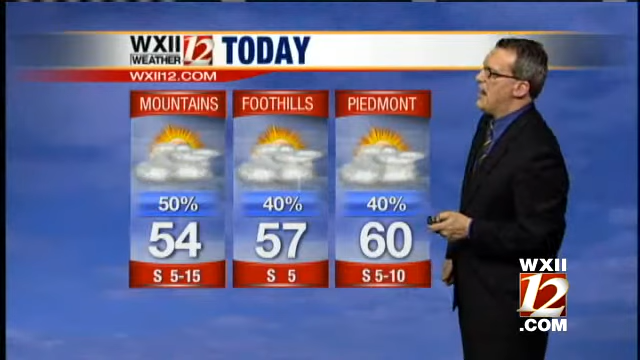 WXII 12 TODAY
WEATHER
WXII12.COM
MOUNTAINS FOOTHILLS PIEDMONT
50% 40% 40%
54 57 60
S 5-15 S 5 S 5-10
WXII
12
.COM